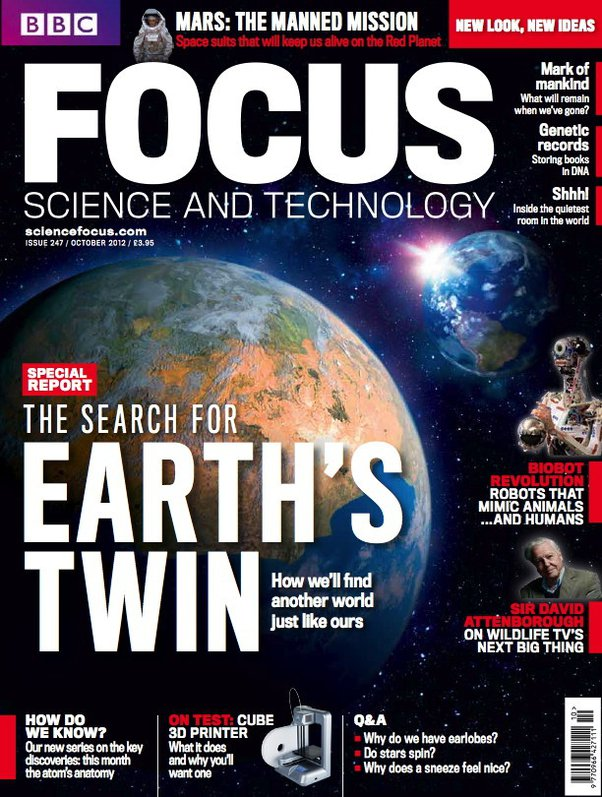 BBC
MARS: THE MANNED MISSION
Space suits that will keep us alive on the Red Planet
NEW LOOK, NEW IDEAS
FOCUS
SCIENCE AND TECHNOLOGY
sciencefocus.com
ISSUE 247 / OCTOBER 2012 / £3.95
Mark of
mankind
What will remain
when we've gone?
Genetic
records
Storing books
in DNA
Shhh!
Inside the quietest
room in the world
SPECIAL
REPORT
THE SEARCH FOR
EARTH'S
TWIN
How we'll find
another world
just like ours
BIOBOT
REVOLUTION
ROBOTS THAT
MIMIC ANIMALS
...AND HUMANS
SIR DAVID
ATTENBOROUGH
ON WILDLIFE TV'S
NEXT BIG THING
HOW DO
WE KNOW?
Our new series on the key
discoveries: this month
the atom's anatomy
ON TEST: CUBE
3D PRINTER
What it does
and why you'll
want one
Q&A
Why do we have earlobes?
Do stars spin?
Why does a sneeze feel nice?
10>
9 770966 427111